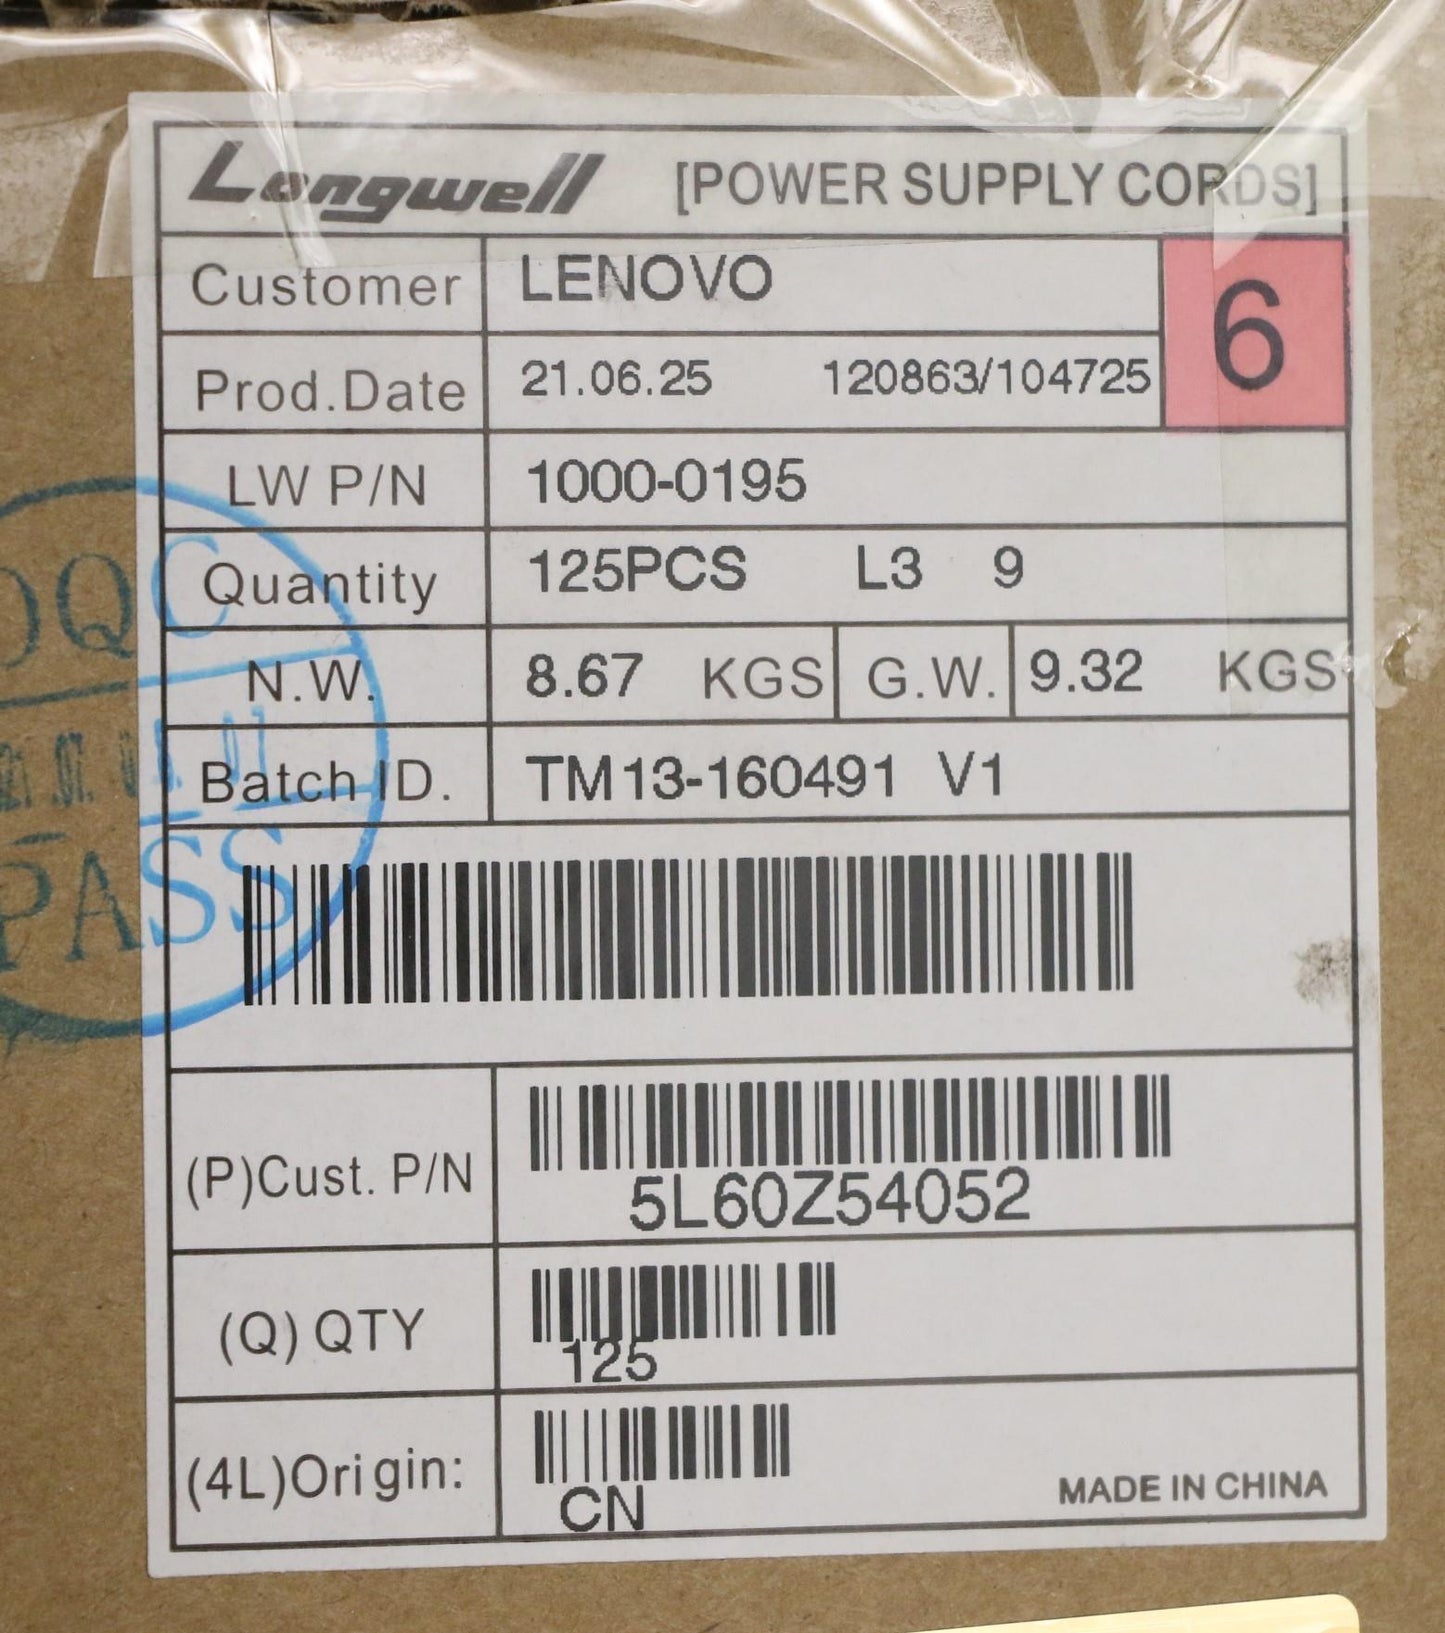 Longwell [POWER SUPPLY CORDS]
Customer LENOVO 6
Prod.Date 21.06.25 120863/104725
LW P/N 1000-0195
Quantity 125PCS L3 9
N.W. 8.67 KGS G.W. 9.32 KGS
Batch ID. TM13-160491 V1
(P)Cust. P/N 5L60Z54052
(Q) QTY 125
(4L)Origin: CN MADE IN CHINA
OQC
PASS